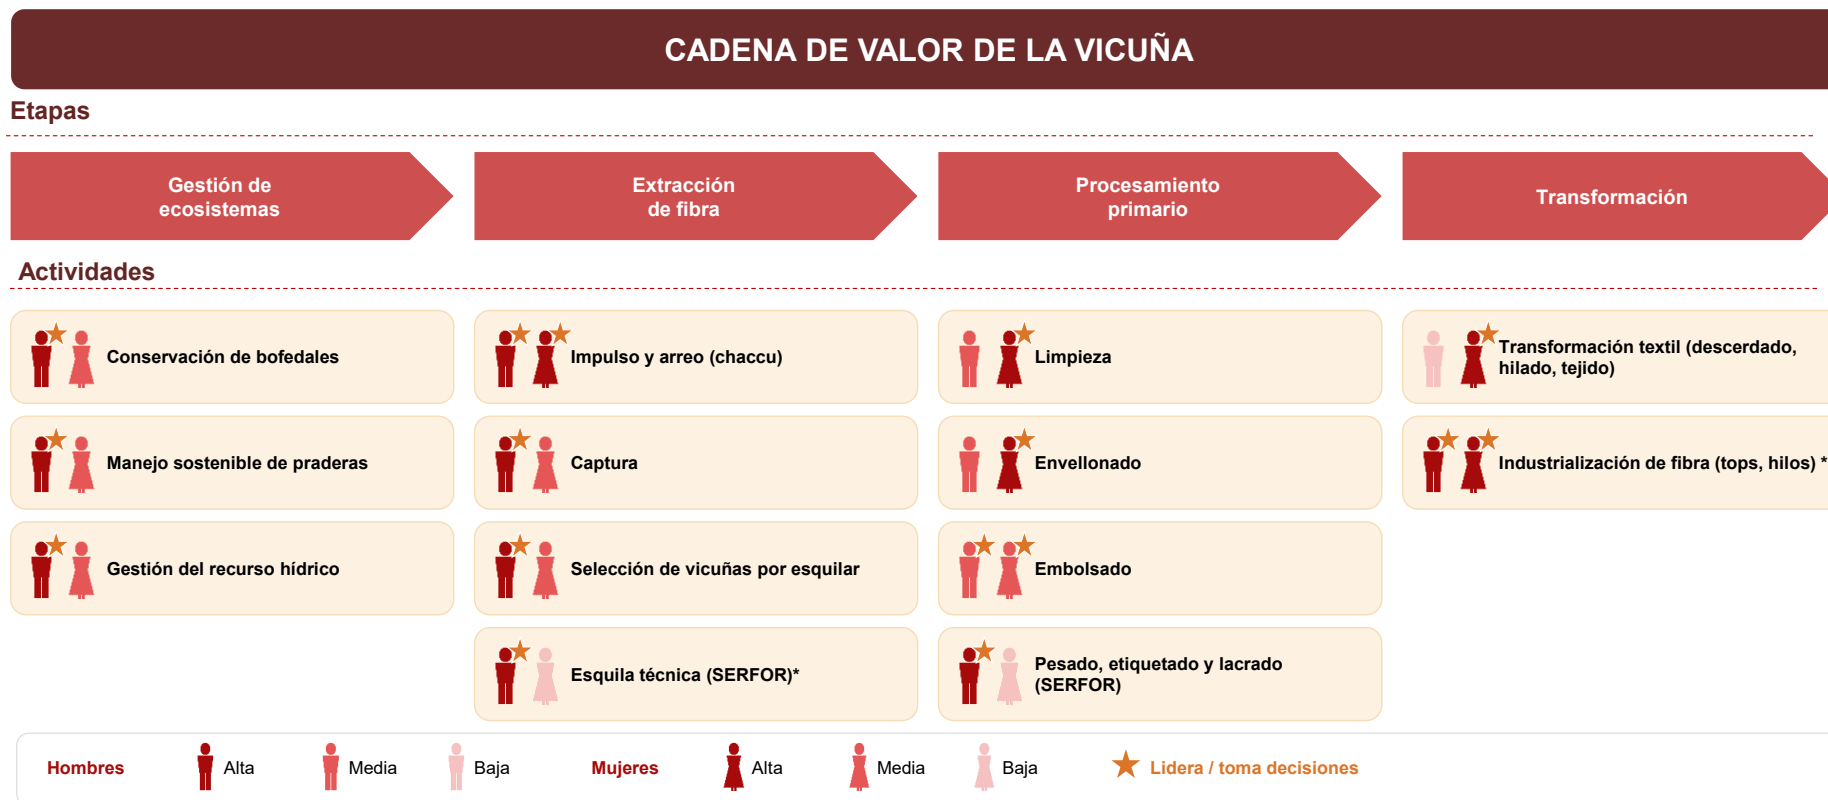 CADENA DE VALOR DE LA VICUÑA
Etapas
Gestión de
ecosistemas
Extracción
de fibra
Procesamiento
primario
Transformación
Actividades
Conservación de bofedales
Impulso y arreo (chaccu)
Limpieza
Transformación textil (descerdado,
hilado, tejido)
Manejo sostenible de praderas
Captura
Envellonado
Industrialización de fibra (tops, hilos) *
Gestión del recurso hídrico
Selección de vicuñas por esquilar
Embolsado
Esquila técnica (SERFOR)*
Pesado, etiquetado y lacrado
(SERFOR)
Hombres Alta Media Baja Mujeres Alta Media Baja Lidera / toma decisiones